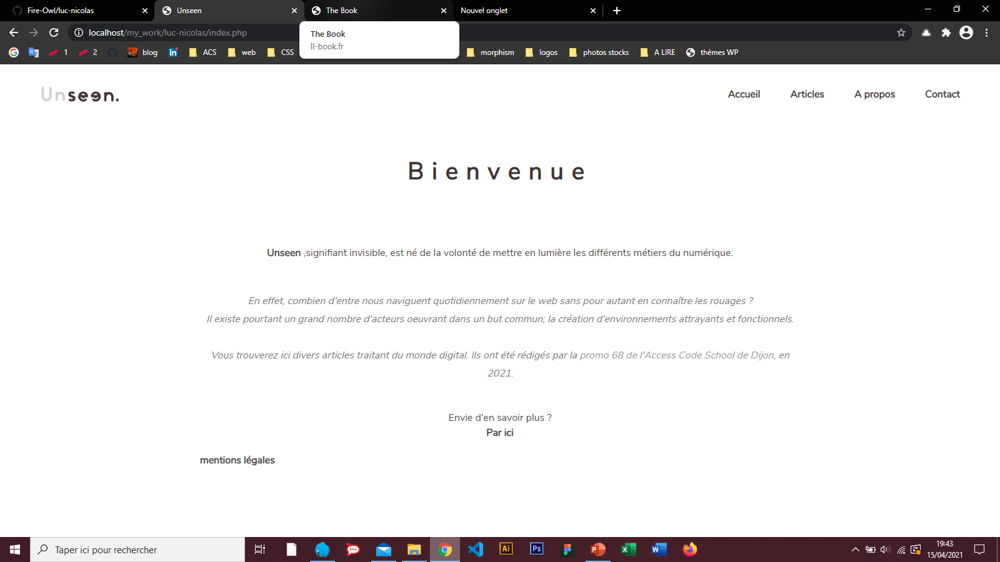 Fire-Owl/luc-nicolas
Unseen
The Book
Nouvel onglet
localhost/my_work/luc-nicolas/index.php
The Book
ll-book.fr
1
2
blog
ACS
web
CSS
morphism
logos
photos stocks
A LIRE
thèmes WP
Unseen.
Accueil
Articles
A propos
Contact
Bienvenue
Unseen ,signifiant invisible, est né de la volonté de mettre en lumière les différents métiers du numérique.
En effet, combien d'entre nous naviguent quotidiennement sur le web sans pour autant en connaître les rouages ?
Il existe pourtant un grand nombre d'acteurs oeuvrant dans un but commun; la création d'environnements attrayants et fonctionnels.
Vous trouverez ici divers articles traitant du monde digital. Ils ont été rédigés par la promo 68 de l'Access Code School de Dijon, en
2021.
Envie d'en savoir plus ?
Par ici
mentions légales
Taper ici pour rechercher
19:43
15/04/2021